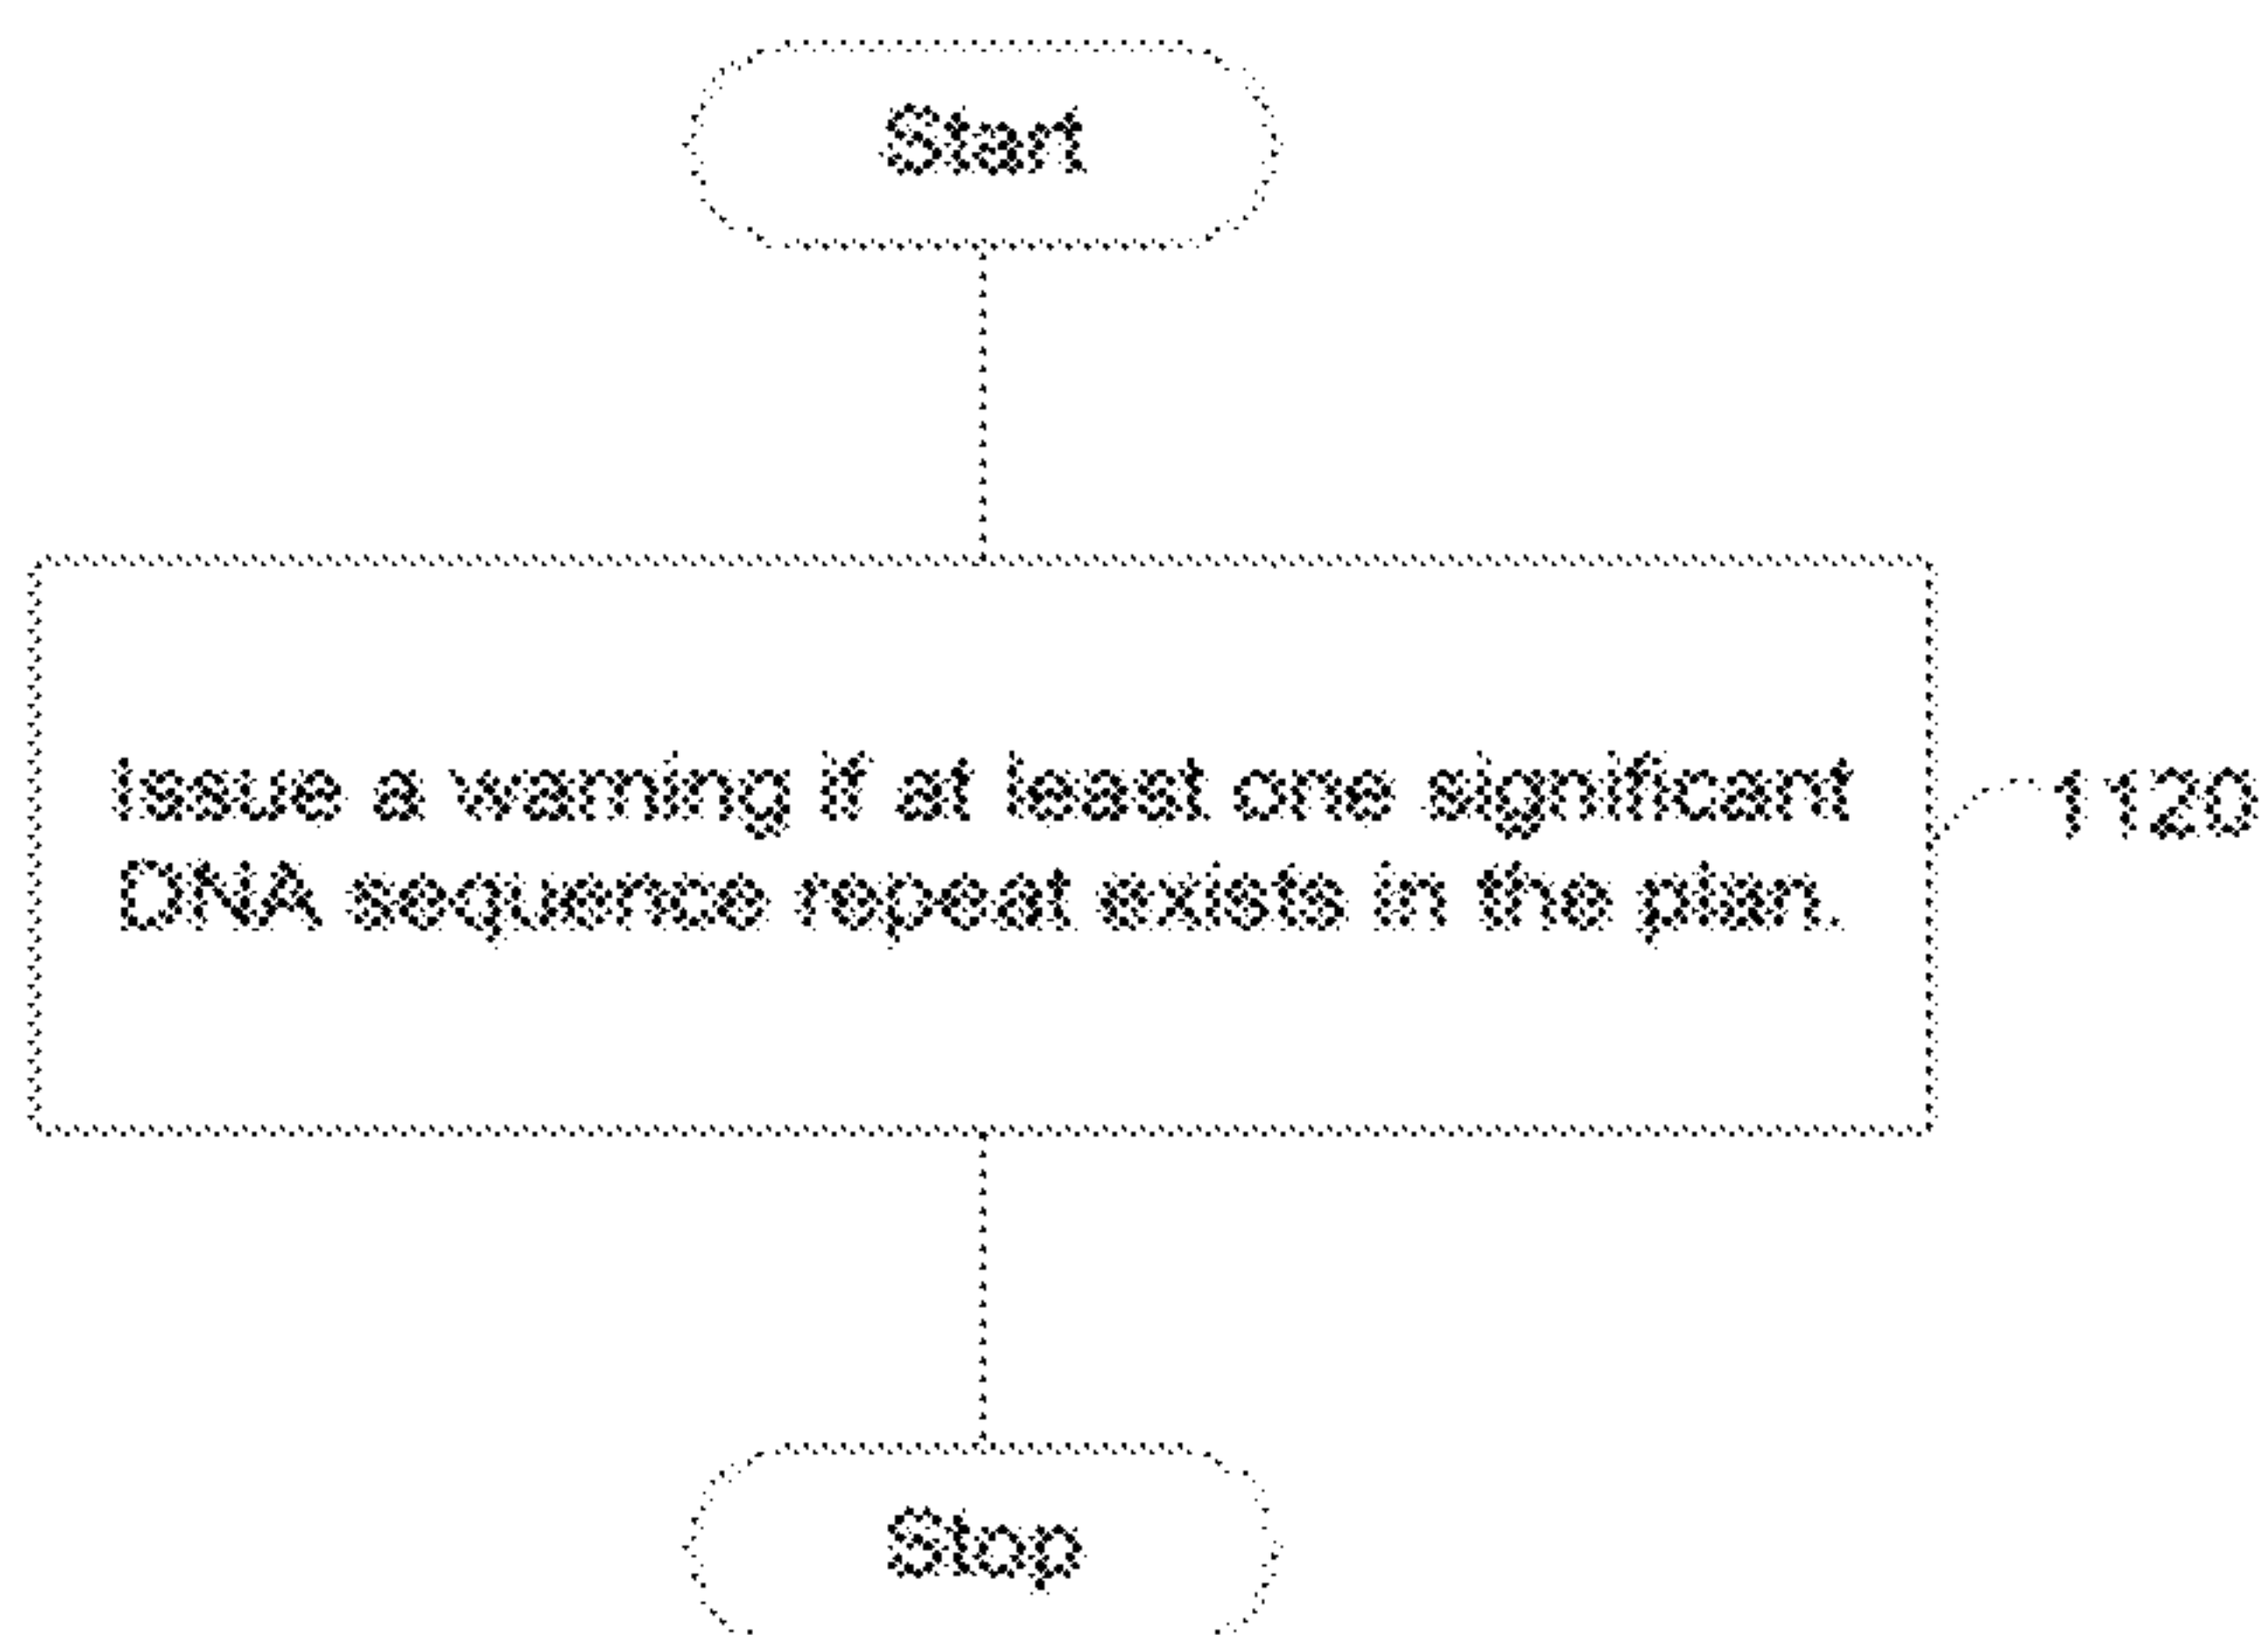 Start
Issue a warning if at least one significant
1120
DNA sequence repeat exists in the plan.
Stop